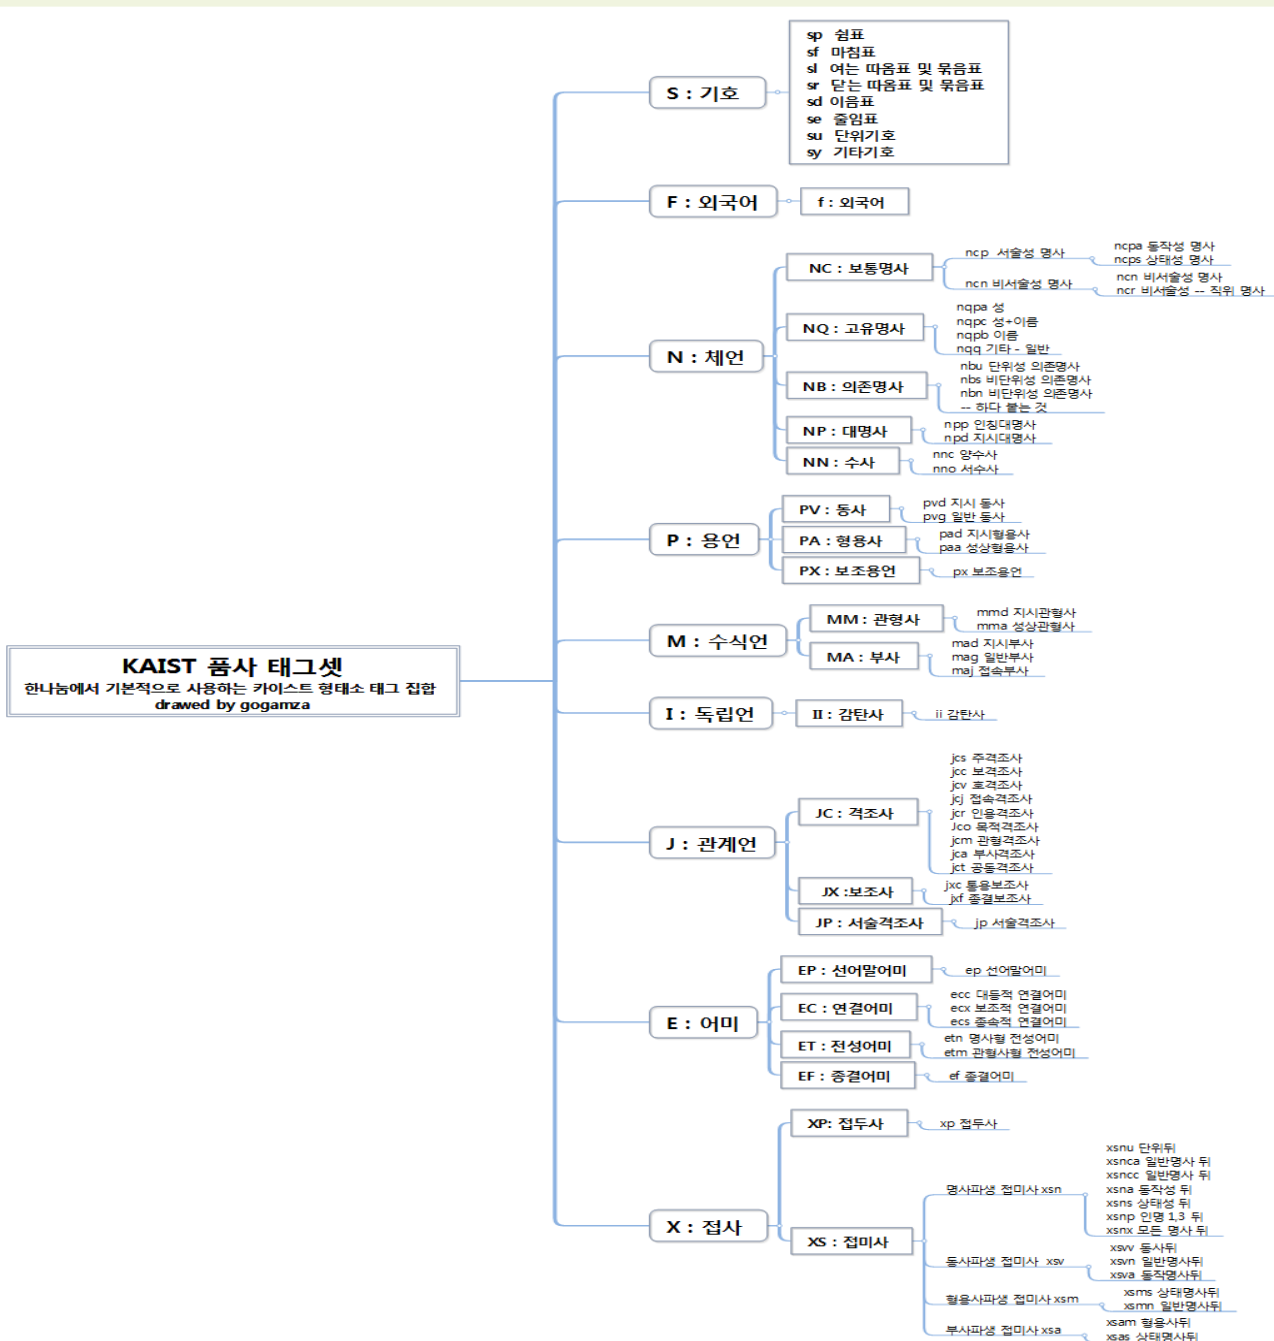 KAIST 품사 태그셋
한나눔에서 기본적으로 사용하는 카이스트 형태소 태그 집합
drawed by gogamza
S : 기호
sp 쉼표
sf 마침표
sl 여는 따옴표 및 묶음표
sr 닫는 따옴표 및 묶음표
sd 이음표
se 줄임표
su 단위기호
sy 기타기호
F : 외국어
f : 외국어
N : 체언
NC : 보통명사
ncp 서술성 명사
ncpa 동작성 명사
ncps 상태성 명사
ncn 비서술성 명사
ncn 비서술성 명사
ncr 비서술성 -- 직위 명사
NQ : 고유명사
nqpa 성
nqpc 성+이름
nqpb 이름
nqq 기타 - 일반
NB : 의존명사
nbu 단위성 의존명사
nbs 비단위성 의존명사
nbn 비단위성 의존명사
-- 하다 붙는 것
NP : 대명사
npp 인칭대명사
npd 지시대명사
NN : 수사
nnc 양수사
nno 서수사
P : 용언
PV : 동사
pvd 지시 동사
pvg 일반 동사
PA : 형용사
pad 지시형용사
paa 성상형용사
PX : 보조용언
px 보조용언
M : 수식언
MM : 관형사
mmd 지시관형사
mma 성상관형사
MA : 부사
mad 지시부사
mag 일반부사
maj 접속부사
I : 독립언
II : 감탄사
ii 감탄사
J : 관계언
JC : 격조사
jcs 주격조사
jcc 보격조사
jcv 호격조사
jcj 접속격조사
jcr 인용격조사
Jco 목적격조사
jcm 관형격조사
jca 부사격조사
jct 공동격조사
JX :보조사
jxc 통용보조사
jxf 종결보조사
JP : 서술격조사
jp 서술격조사
E : 어미
EP : 선어말어미
ep 선어말어미
EC : 연결어미
ecc 대등적 연결어미
ecx 보조적 연결어미
ecs 종속적 연결어미
ET : 전성어미
etn 명사형 전성어미
etm 관형사형 전성어미
EF : 종결어미
ef 종결어미
X : 접사
XP: 접두사
xp 접두사
XS : 접미사
명사파생 접미사 xsn
xsnu 단위뒤
xsnca 일반명사 뒤
xsncc 일반명사 뒤
xsna 동작성 뒤
xsns 상태성 뒤
xsnp 인명 1,3 뒤
xsnx 모든 명사 뒤
동사파생 접미사 xsv
xsvv 동사뒤
xsvn 일반명사뒤
xsva 동작명사뒤
형용사파생 접미사 xsm
xsms 상태명사뒤
xsmn 일반명사뒤
부사파생 접미사 xsa
xsam 형용사뒤
xsas 상태명사뒤